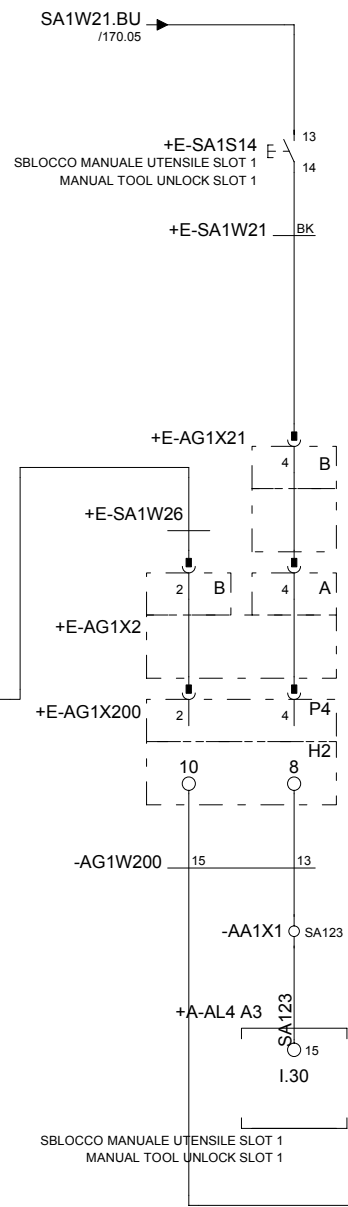 SA1W21.BU
/170.05
13
+E-SA1S14
SBLOCCO MANUALE UTENSILE SLOT 1
14
MANUAL TOOL UNLOCK SLOT 1
+E-SA1W21 BK
+E-AG1X21
4 B
+E-SA1W26
2 B 4 A
+E-AG1X2
+E-AG1X200 2 4 P4
H2
10 8
-AG1W200 15 13
-AA1X1 SA123
+A-AL4 A3 SA123
15
I.30
SBLOCCO MANUALE UTENSILE SLOT 1
MANUAL TOOL UNLOCK SLOT 1